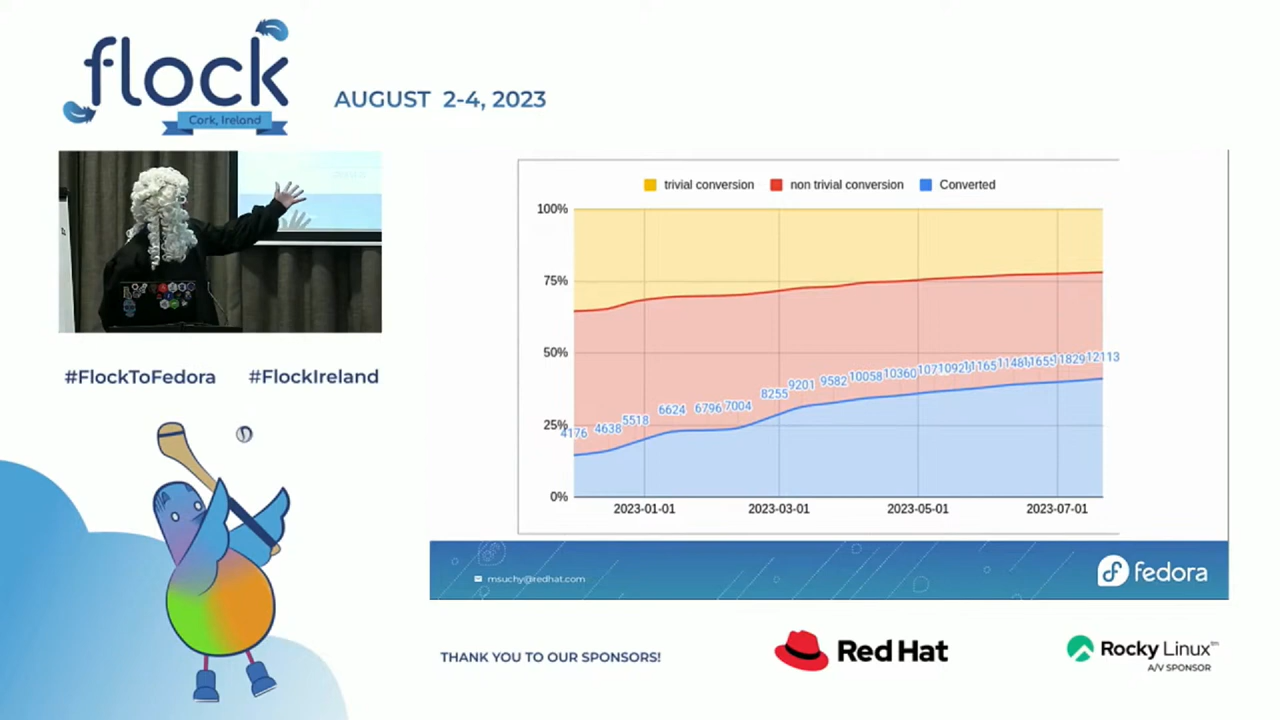 flock
Cork, Ireland
AUGUST 2-4, 2023
#FlockToFedora #FlockIreland
trivial conversion non trivial conversion Converted
100%
75%
50%
25%
0%
4176 4638 5518 6624 6796 7004 8255 9201 9582 10058 10360 11829 12113
2023-01-01 2023-03-01 2023-05-01 2023-07-01
msuchy@redhat.com
fedora
THANK YOU TO OUR SPONSORS!
Red Hat
Rocky Linux™
A/V SPONSOR